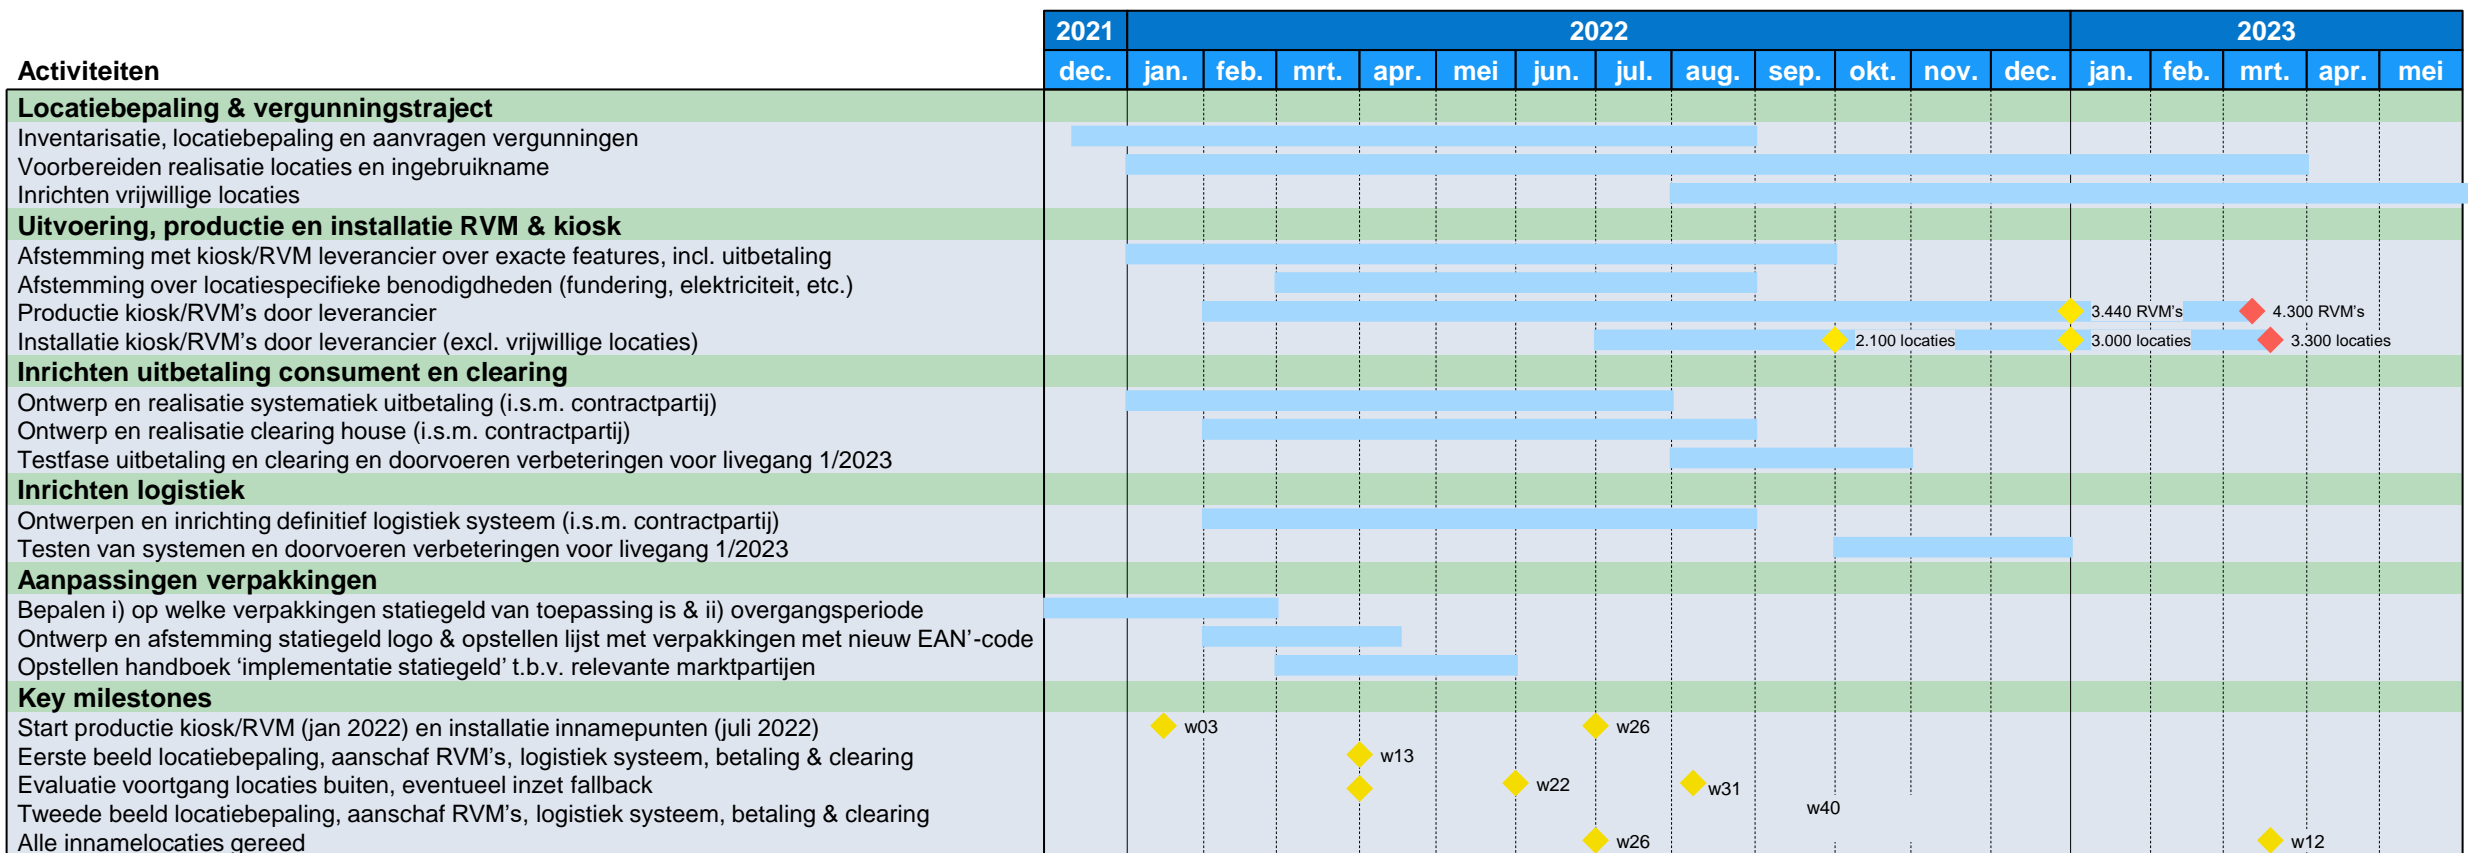 2021 2022 2023
Activiteiten dec. jan. feb. mrt. apr. mei jun. jul. aug. sep. okt. nov. dec. jan. feb. mrt. apr. mei
Locatiebepaling & vergunningstraject
Inventarisatie, locatiebepaling en aanvragen vergunningen
Voorbereiden realisatie locaties en ingebruikname
Inrichten vrijwillige locaties
Uitvoering, productie en installatie RVM & kiosk
Afstemming met kiosk/RVM leverancier over exacte features, incl. uitbetaling
Afstemming over locatiespecifieke benodigdheden (fundering, elektriciteit, etc.)
Productie kiosk/RVM's door leverancier 3.440 RVM's 4.300 RVM's
Installatie kiosk/RVM's door leverancier (excl. vrijwillige locaties) 2.100 locaties 3.000 locaties 3.300 locaties
Inrichten uitbetaling consument en clearing
Ontwerp en realisatie systematiek uitbetaling (i.s.m. contractpartij)
Ontwerp en realisatie clearing house (i.s.m. contractpartij)
Testfase uitbetaling en clearing en doorvoeren verbeteringen voor livegang 1/2023
Inrichten logistiek
Ontwerpen en inrichting definitief logistiek systeem (i.s.m. contractpartij)
Testen van systemen en doorvoeren verbeteringen voor livegang 1/2023
Aanpassingen verpakkingen
Bepalen i) op welke verpakkingen statiegeld van toepassing is & ii) overgangsperiode
Ontwerp en afstemming statiegeld logo & opstellen lijst met verpakkingen met nieuw EAN'-code
Opstellen handboek 'implementatie statiegeld' t.b.v. relevante marktpartijen
Key milestones
Start productie kiosk/RVM (jan 2022) en installatie innamepunten (juli 2022) w03 w26
Eerste beeld locatiebepaling, aanschaf RVM's, logistiek systeem, betaling & clearing w13
Evaluatie voortgang locaties buiten, eventueel inzet fallback w22 w31
Tweede beeld locatiebepaling, aanschaf RVM's, logistiek systeem, betaling & clearing w40
Alle innamelocaties gereed w26 w12